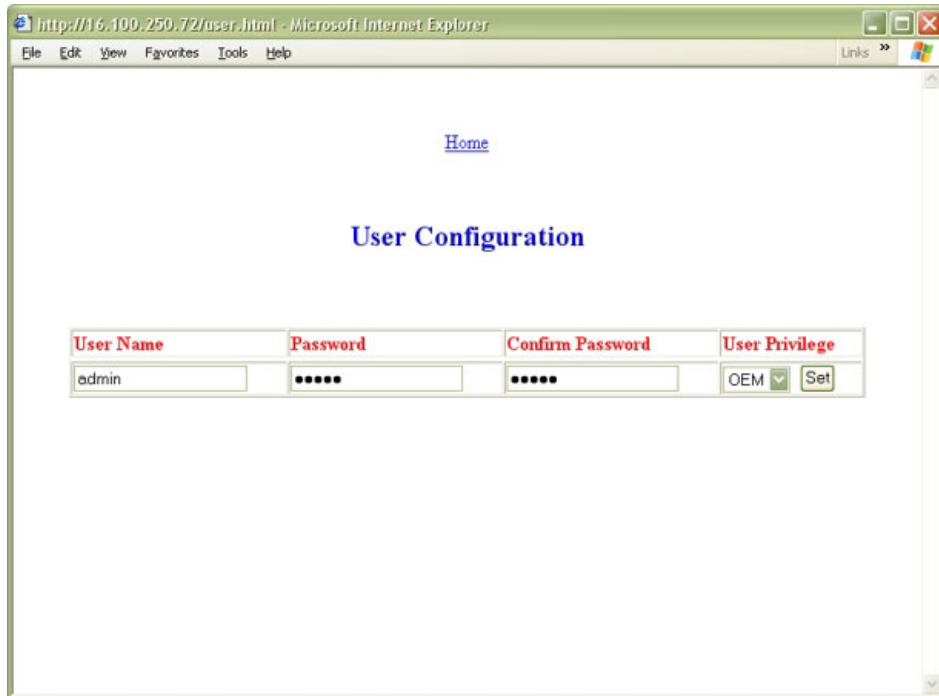 http://16.100.250.72/user.html - Microsoft Internet Explorer
File Edit View Favorites Tools Help Links »
Home
User Configuration
User Name Password Confirm Password User Privilege
admin ••••• ••••• OEM Set